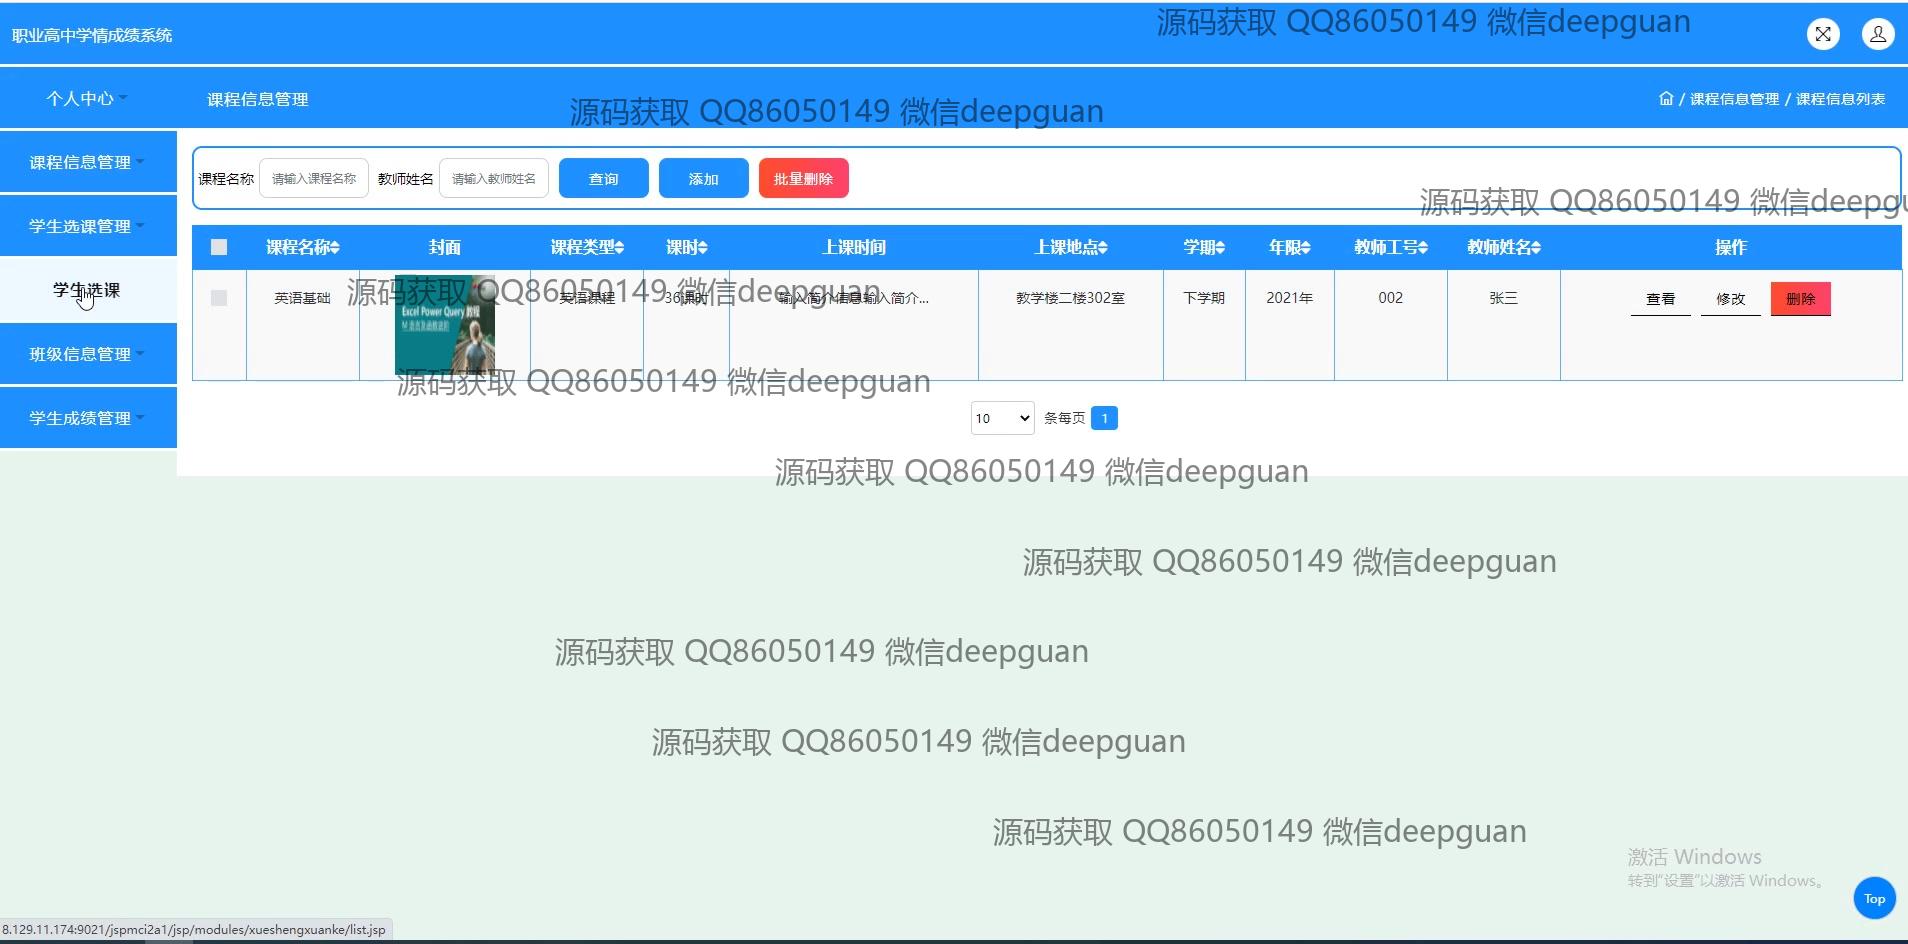 源码获取 QQ86050149 微信deepguan
职业高中学情成绩系统
个人中心
课程信息管理
源码获取 QQ86050149 微信deepguan
/ 课程信息管理 / 课程信息列表
课程信息管理
课程名称 请输入课程名称 教师姓名 请输入教师姓名 查询 添加 批量删除
源码获取 QQ86050149 微信deepgu
学生选课管理
课程名称 封面 课程类型 课时 上课时间 上课地点 学期 年限 教师工号 教师姓名 操作
学生选课
源码获取 QQ86050149 微信deepguan
英语基础 英语课程 36课时 输入简介信息输入简介... 教学楼二楼302室 下学期 2021年 002 张三 查看 修改 删除
Excel Power Query 教程
班级信息管理
源码获取 QQ86050149 微信deepguan
学生成绩管理
10 条每页 1
源码获取 QQ86050149 微信deepguan
源码获取 QQ86050149 微信deepguan
源码获取 QQ86050149 微信deepguan
源码获取 QQ86050149 微信deepguan
源码获取 QQ86050149 微信deepguan
激活 Windows
转到"设置"以激活 Windows。
Top
8.129.11.174:9021/jspmci2a1/jsp/modules/xueshengxuanke/list.jsp